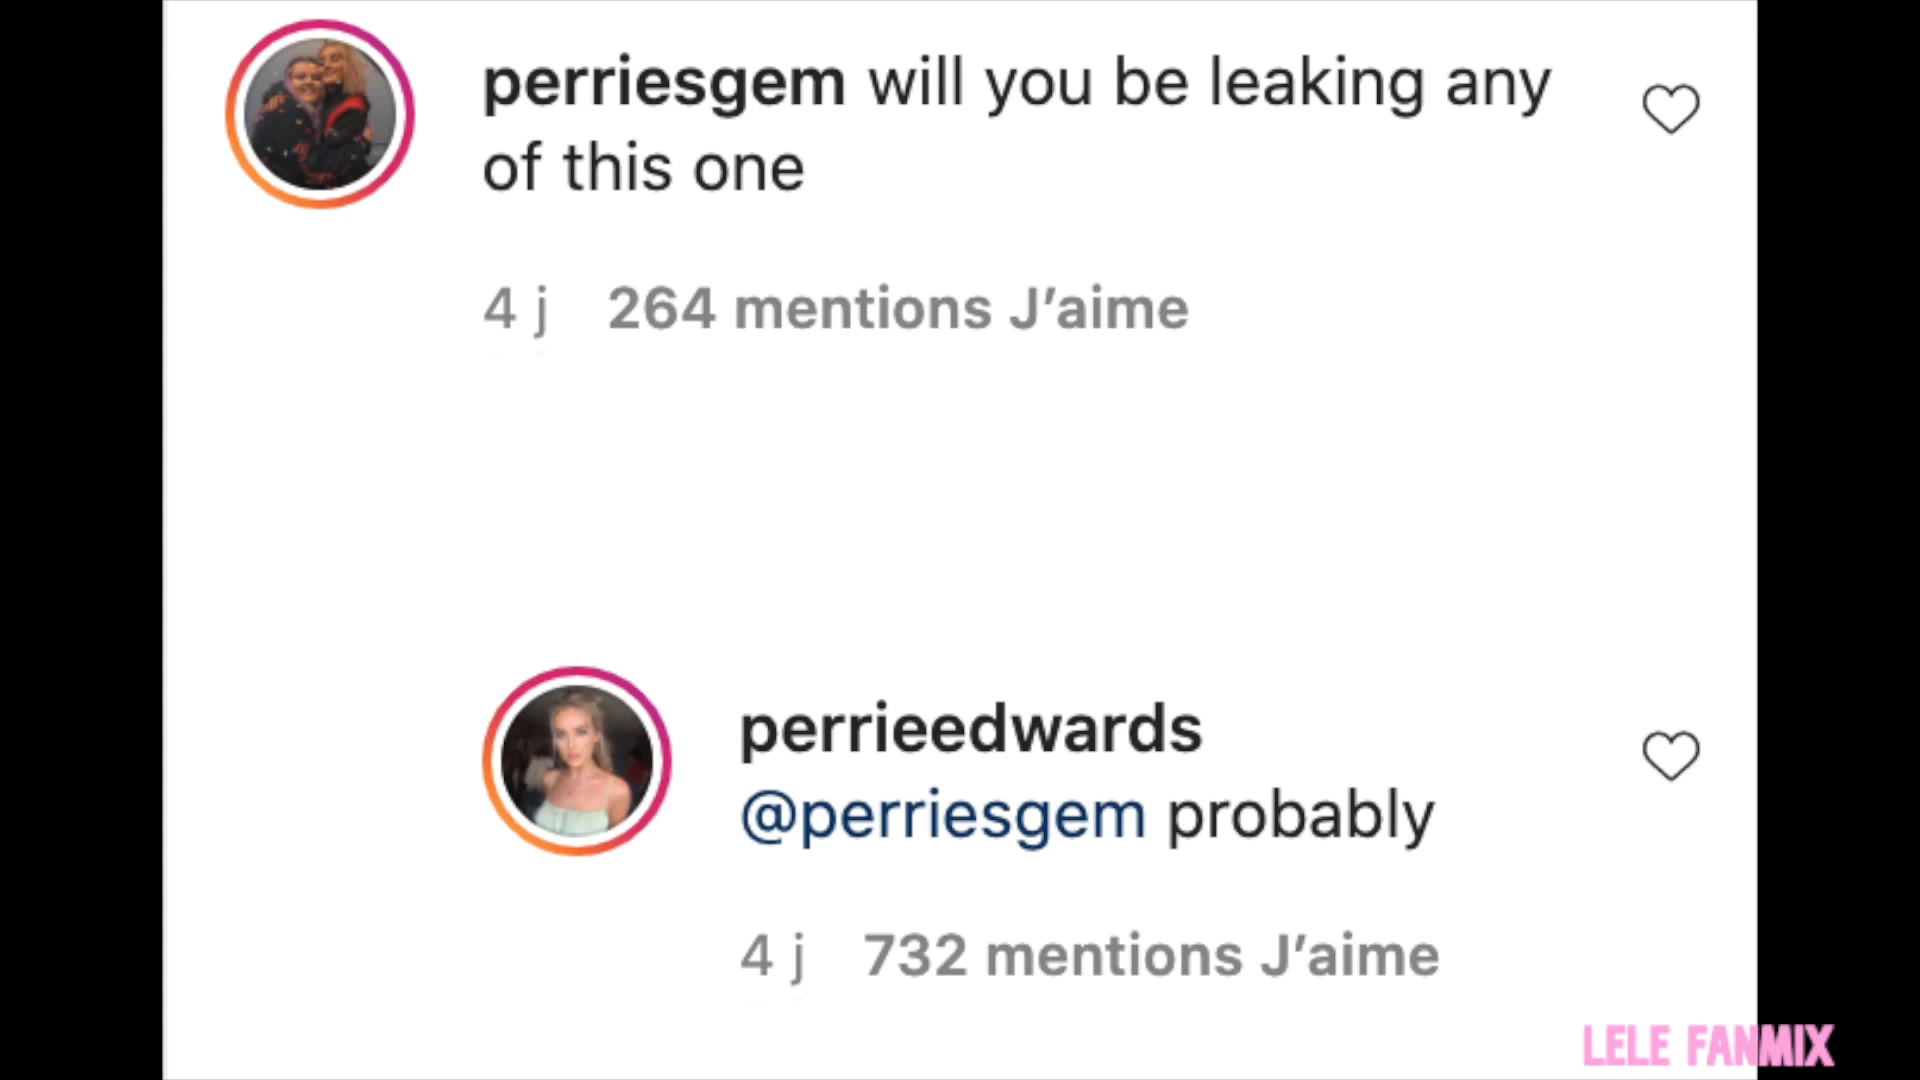 perriesgem will you be leaking any
of this one
4 j 264 mentions J’aime
perrieedwards
@perriesgem probably
4 j 732 mentions J’aime
LELE FANMIX